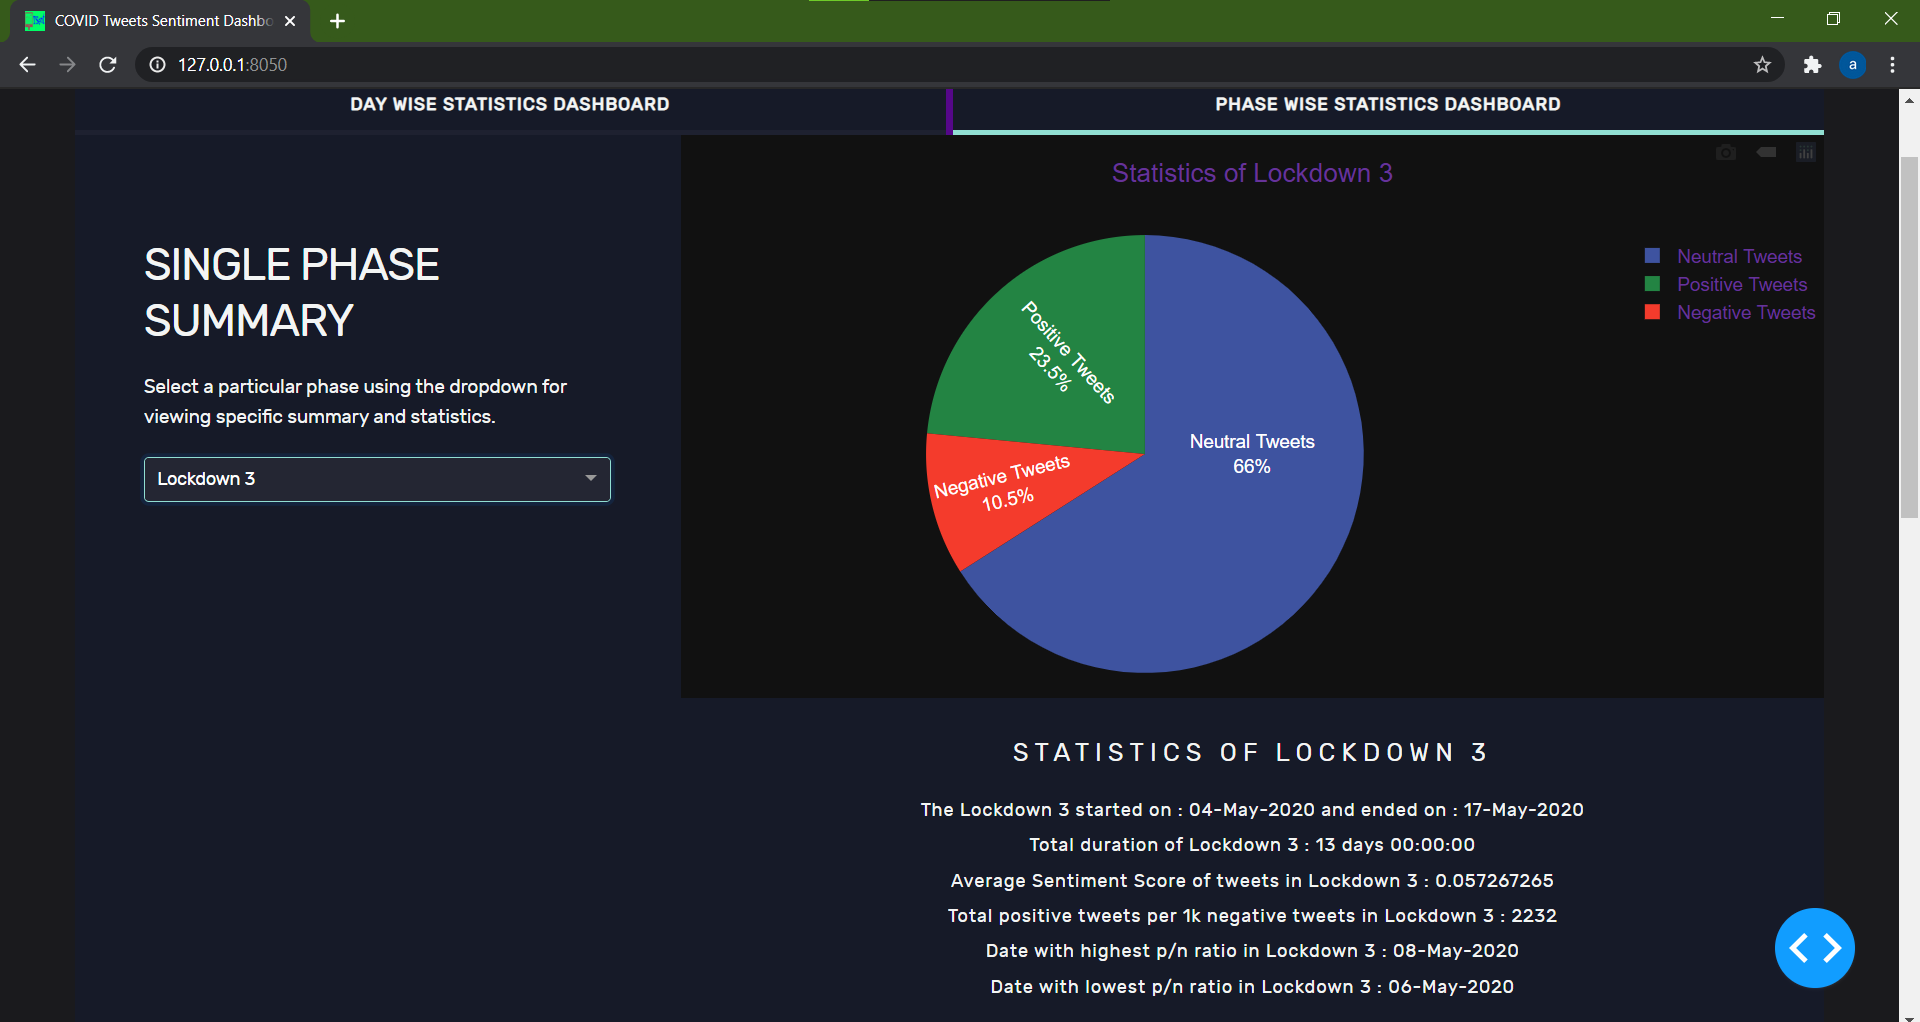 COVID Tweets Sentiment Dashbo
127.0.0.1:8050
a
DAY WISE STATISTICS DASHBOARD
PHASE WISE STATISTICS DASHBOARD
SINGLE PHASE
SUMMARY
Select a particular phase using the dropdown for
viewing specific summary and statistics.
Lockdown 3
Statistics of Lockdown 3
Neutral Tweets
Positive Tweets
Negative Tweets
Positive Tweets
23.5%
Neutral Tweets
66%
Negative Tweets
10.5%
STATISTICS OF LOCKDOWN 3
The Lockdown 3 started on : 04-May-2020 and ended on : 17-May-2020
Total duration of Lockdown 3 : 13 days 00:00:00
Average Sentiment Score of tweets in Lockdown 3 : 0.057267265
Total positive tweets per 1k negative tweets in Lockdown 3 : 2232
Date with highest p/n ratio in Lockdown 3 : 08-May-2020
Date with lowest p/n ratio in Lockdown 3 : 06-May-2020